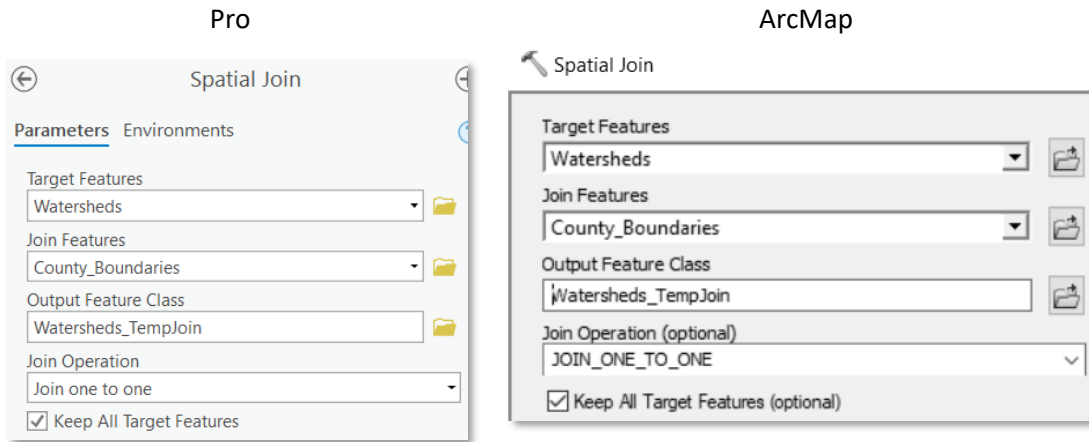 Pro
Spatial Join
Parameters Environments
Target Features
Watersheds
Join Features
County_Boundaries
Output Feature Class
Watersheds_TempJoin
Join Operation
Join one to one
Keep All Target Features
ArcMap
Spatial Join
Target Features
Watersheds
Join Features
County_Boundaries
Output Feature Class
Watersheds_TempJoin
Join Operation (optional)
JOIN_ONE_TO_ONE
Keep All Target Features (optional)